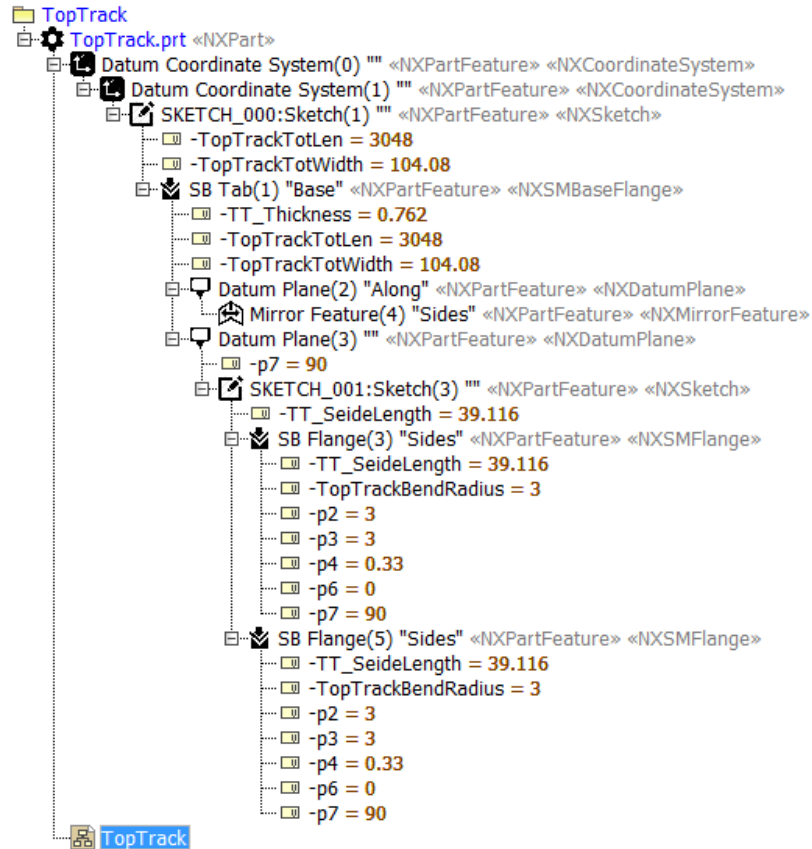 TopTrack
TopTrack.prt «NXPart»
Datum Coordinate System(0) "" «NXPartFeature» «NXCoordinateSystem»
Datum Coordinate System(1) "" «NXPartFeature» «NXCoordinateSystem»
SKETCH_000:Sketch(1) "" «NXPartFeature» «NXSketch»
-TopTrackTotLen = 3048
-TopTrackTotWidth = 104.08
SB Tab(1) "Base" «NXPartFeature» «NXSMBaseFlange»
-TT_Thickness = 0.762
-TopTrackTotLen = 3048
-TopTrackTotWidth = 104.08
Datum Plane(2) "Along" «NXPartFeature» «NXDatumPlane»
Mirror Feature(4) "Sides" «NXPartFeature» «NXMirrorFeature»
Datum Plane(3) "" «NXPartFeature» «NXDatumPlane»
-p7 = 90
SKETCH_001:Sketch(3) "" «NXPartFeature» «NXSketch»
-TT_SeideLength = 39.116
SB Flange(3) "Sides" «NXPartFeature» «NXSMFlange»
-TT_SeideLength = 39.116
-TopTrackBendRadius = 3
-p2 = 3
-p3 = 3
-p4 = 0.33
-p6 = 0
-p7 = 90
SB Flange(5) "Sides" «NXPartFeature» «NXSMFlange»
-TT_SeideLength = 39.116
-TopTrackBendRadius = 3
-p2 = 3
-p3 = 3
-p4 = 0.33
-p6 = 0
-p7 = 90
TopTrack